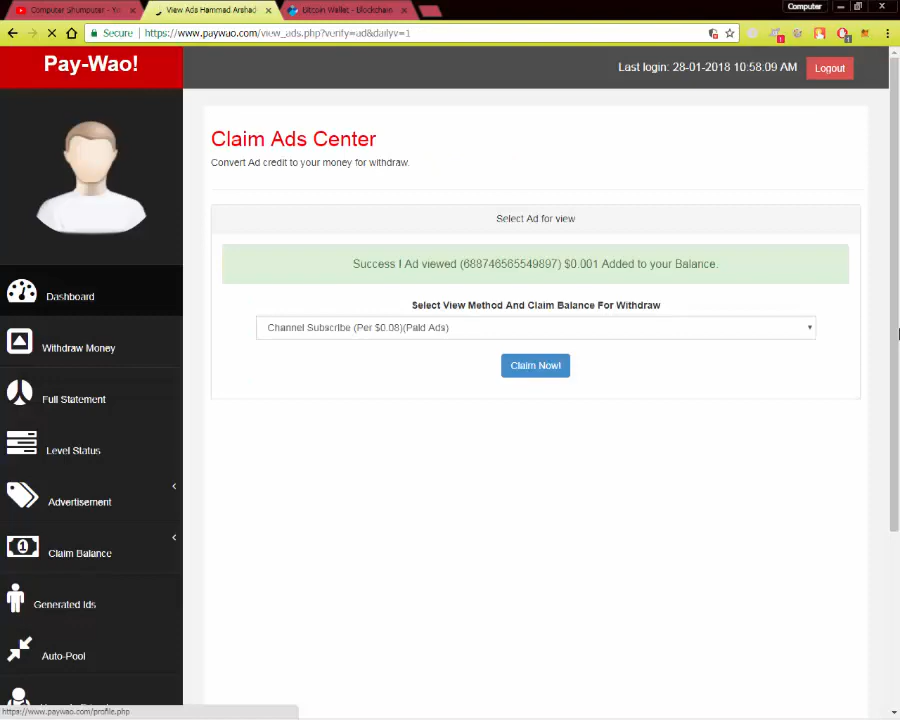 Computer Shumputer - Yo
View Ads Hammad Arshad
Bitcoin Wallet - Blockchain
Computer
Secure
https://www.paywao.com/view_ads.php?verify=ad&dailyv=1
Pay-Wao!
Last login: 28-01-2018 10:58:09 AM
Logout
Claim Ads Center
Convert Ad credit to your money for withdraw.
Select Ad for view
Success ! Ad viewed (688746565549897) $0.001 Added to your Balance.
Select View Method And Claim Balance For Withdraw
Channel Subscribe (Per $0.08)(Paid Ads)
Claim Now!
Dashboard
Withdraw Money
Full Statement
Level Status
Advertisement
Claim Balance
Generated Ids
Auto-Pool
https://www.paywao.com/profile.php